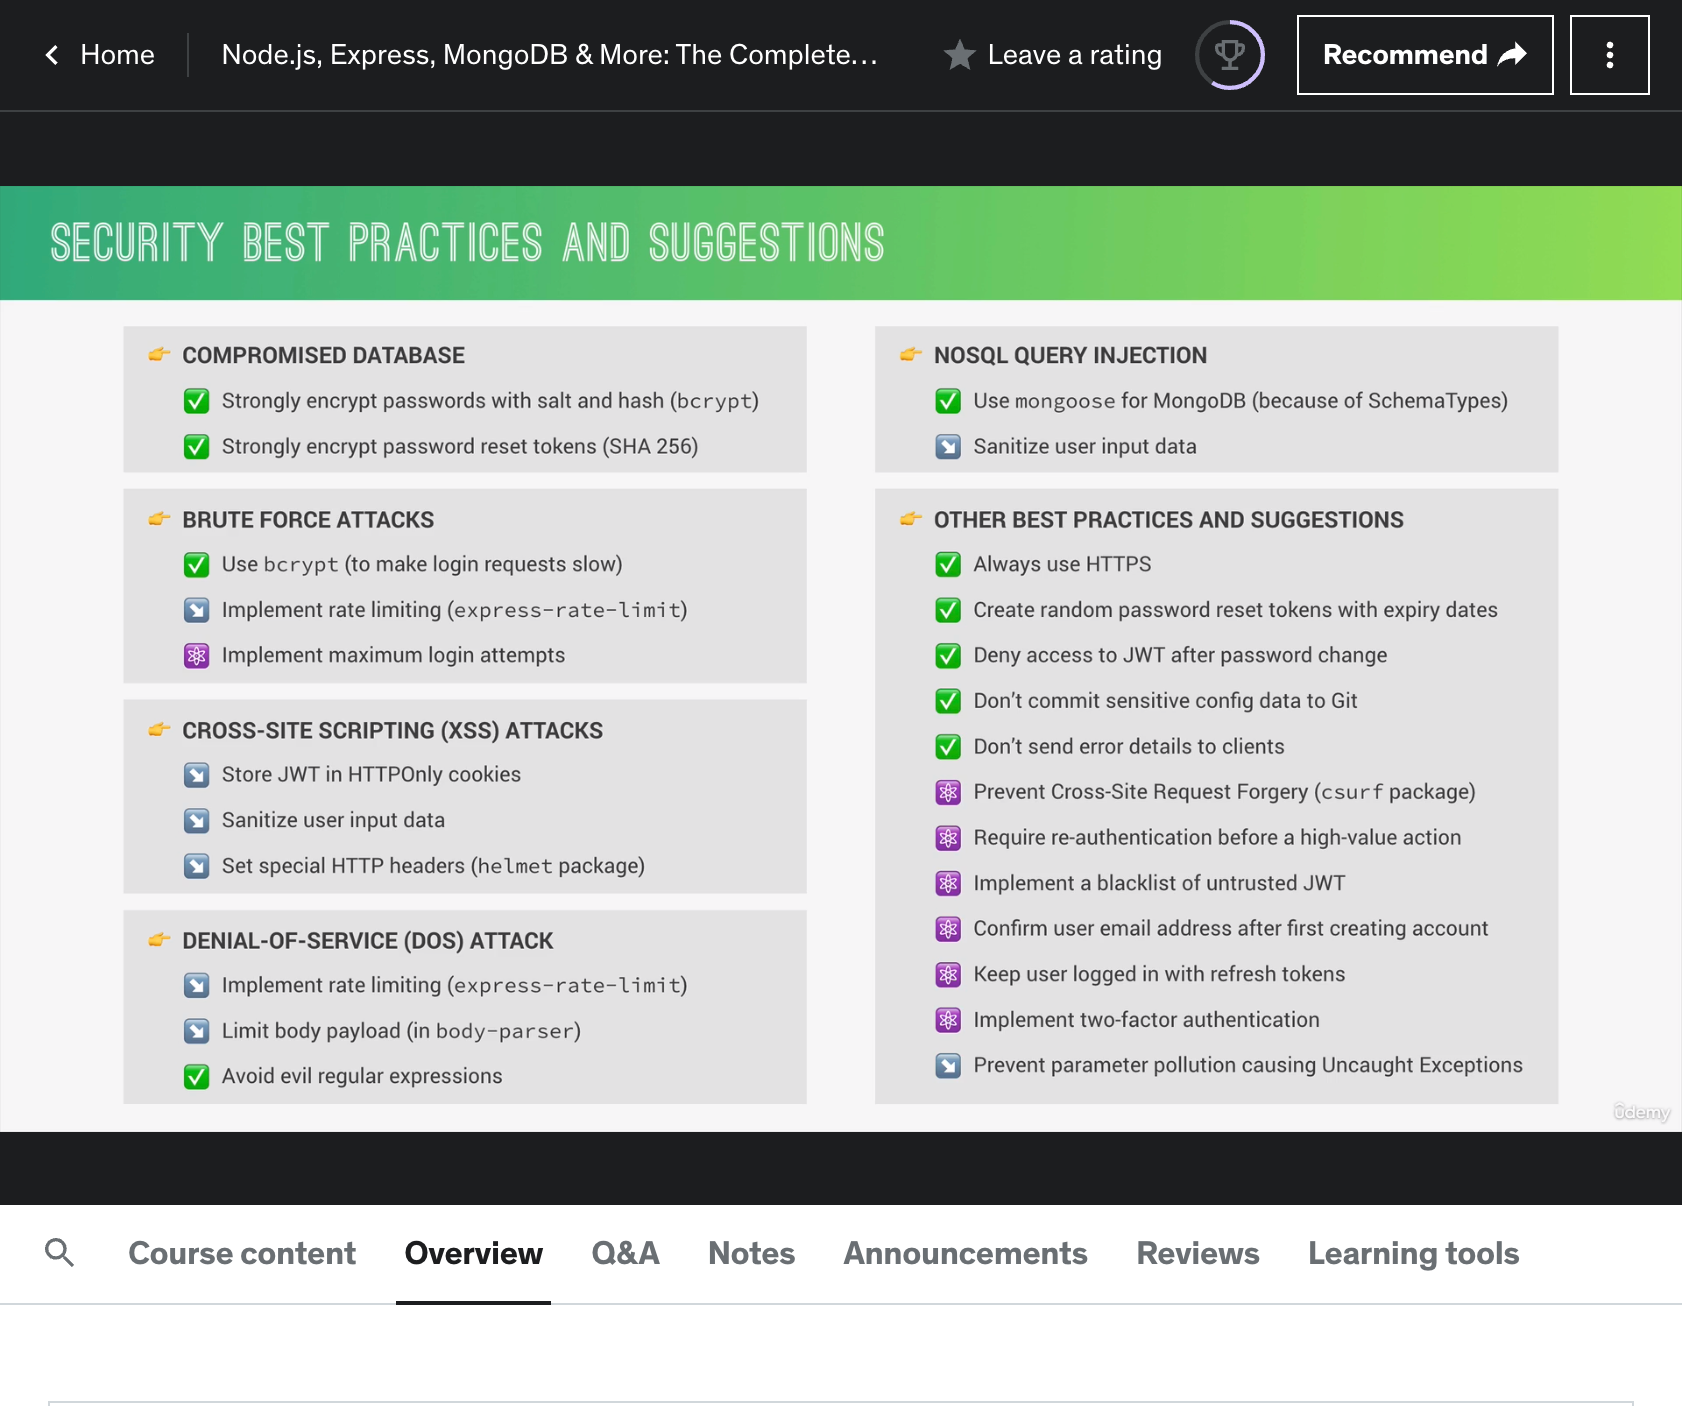 Home
Node.js, Express, MongoDB & More: The Complete...
Leave a rating
Recommend
SECURITY BEST PRACTICES AND SUGGESTIONS
COMPROMISED DATABASE
Strongly encrypt passwords with salt and hash (bcrypt)
Strongly encrypt password reset tokens (SHA 256)
BRUTE FORCE ATTACKS
Use bcrypt (to make login requests slow)
Implement rate limiting (express-rate-limit)
Implement maximum login attempts
CROSS-SITE SCRIPTING (XSS) ATTACKS
Store JWT in HTTPOnly cookies
Sanitize user input data
Set special HTTP headers (helmet package)
DENIAL-OF-SERVICE (DOS) ATTACK
Implement rate limiting (express-rate-limit)
Limit body payload (in body-parser)
Avoid evil regular expressions
NOSQL QUERY INJECTION
Use mongoose for MongoDB (because of SchemaTypes)
Sanitize user input data
OTHER BEST PRACTICES AND SUGGESTIONS
Always use HTTPS
Create random password reset tokens with expiry dates
Deny access to JWT after password change
Don’t commit sensitive config data to Git
Don’t send error details to clients
Prevent Cross-Site Request Forgery (csurf package)
Require re-authentication before a high-value action
Implement a blacklist of untrusted JWT
Confirm user email address after first creating account
Keep user logged in with refresh tokens
Implement two-factor authentication
Prevent parameter pollution causing Uncaught Exceptions
ûdemy
Course content
Overview
Q&A
Notes
Announcements
Reviews
Learning tools